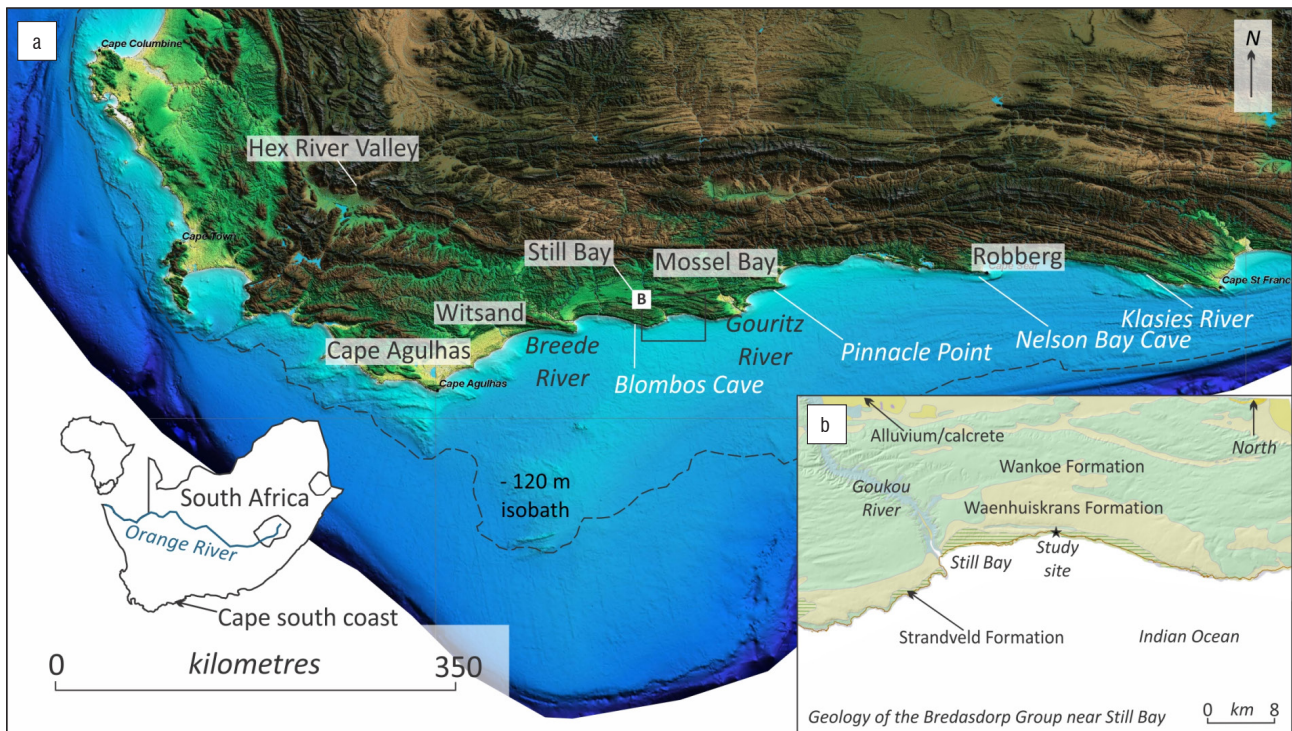 a
Cape Columbine
N
Hex River Valley
Cape Town
Still Bay
Mossel Bay
Robberg
B
Cape St Franc
Witsand
Klasies River
Cape Agulhas
Breede
River
Gouritz
River
Nelson Bay Cave
Pinnacle Point
Blombos Cave
Cape Agulhas
- 120 m
isobath
South Africa
Orange River
Cape south coast
0 kilometres 350
b
Alluvium/calcrete
North
Wankoe Formation
Goukou
River
Waenhuiskrans Formation
Still Bay
Study
site
Strandveld Formation
Indian Ocean
Geology of the Bredasdorp Group near Still Bay
0 km 8